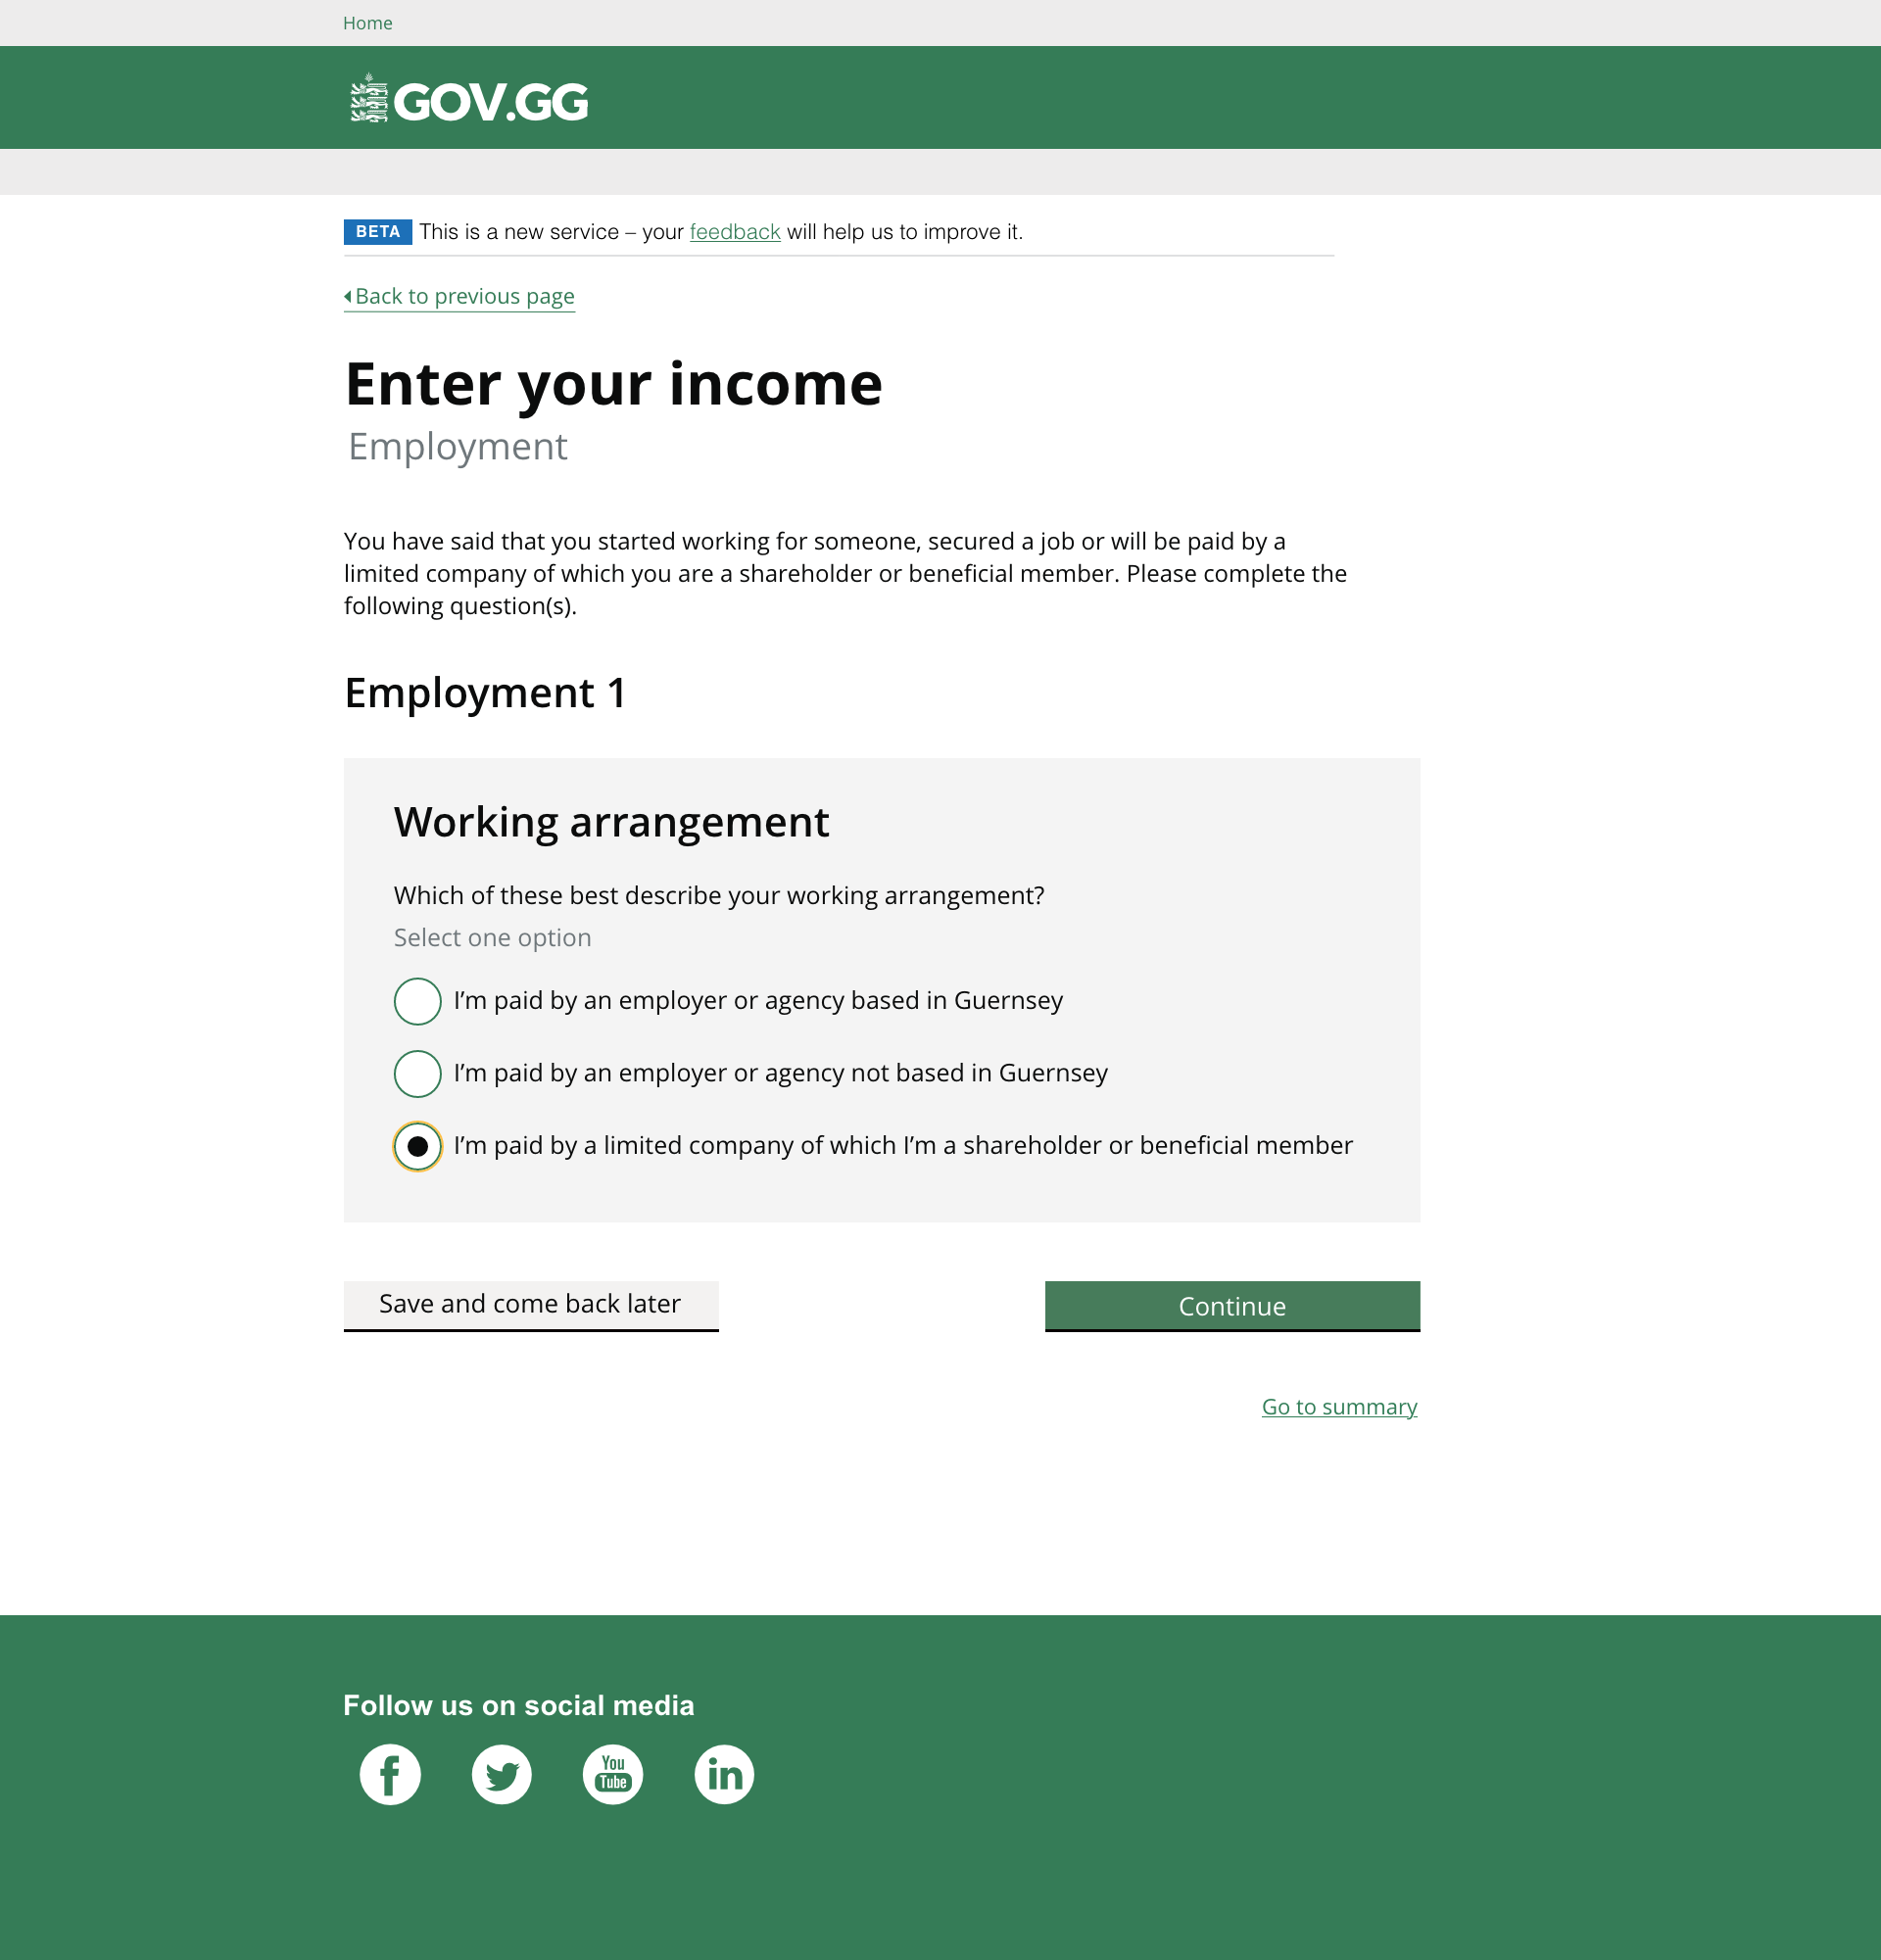 Home
GOV.GG
BETA This is a new service – your feedback will help us to improve it.
Back to previous page
Enter your income
Employment
You have said that you started working for someone, secured a job or will be paid by a
limited company of which you are a shareholder or beneficial member. Please complete the
following question(s).
Employment 1
Working arrangement
Which of these best describe your working arrangement?
Select one option
I’m paid by an employer or agency based in Guernsey
I’m paid by an employer or agency not based in Guernsey
I’m paid by a limited company of which I’m a shareholder or beneficial member
Save and come back later
Continue
Go to summary
Follow us on social media
f
You
Tube
in